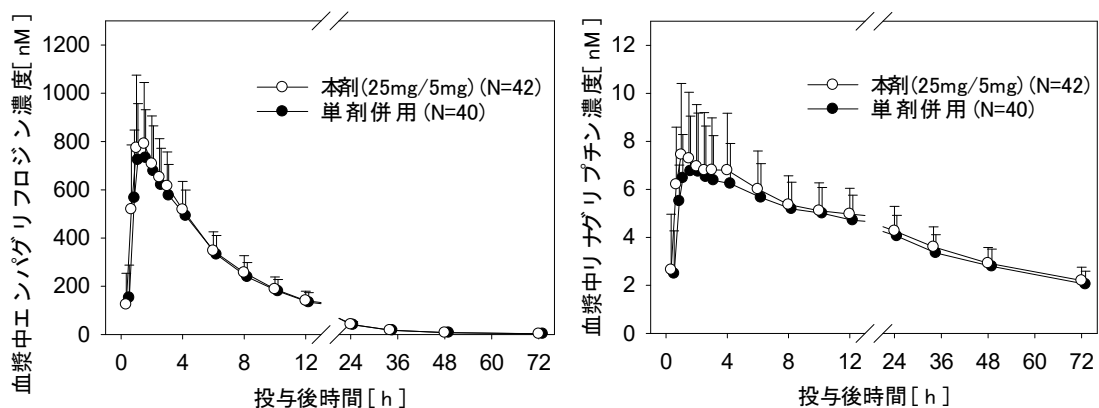 血漿中エンパグリフロジン濃度[ nM]
1200
1000
800
600
400
200
0
本剤(25mg/5mg) (N=42)
単剤併用 (N=40)
0 4 8 12 24 36 48 60 72
投与後時間[ h ]
血漿中リナグリプチン濃度[ nM]
12
10
8
6
4
2
0
本剤(25mg/5mg) (N=42)
単剤併用 (N=40)
0 4 8 12 24 36 48 60 72
投与後時間[ h ]